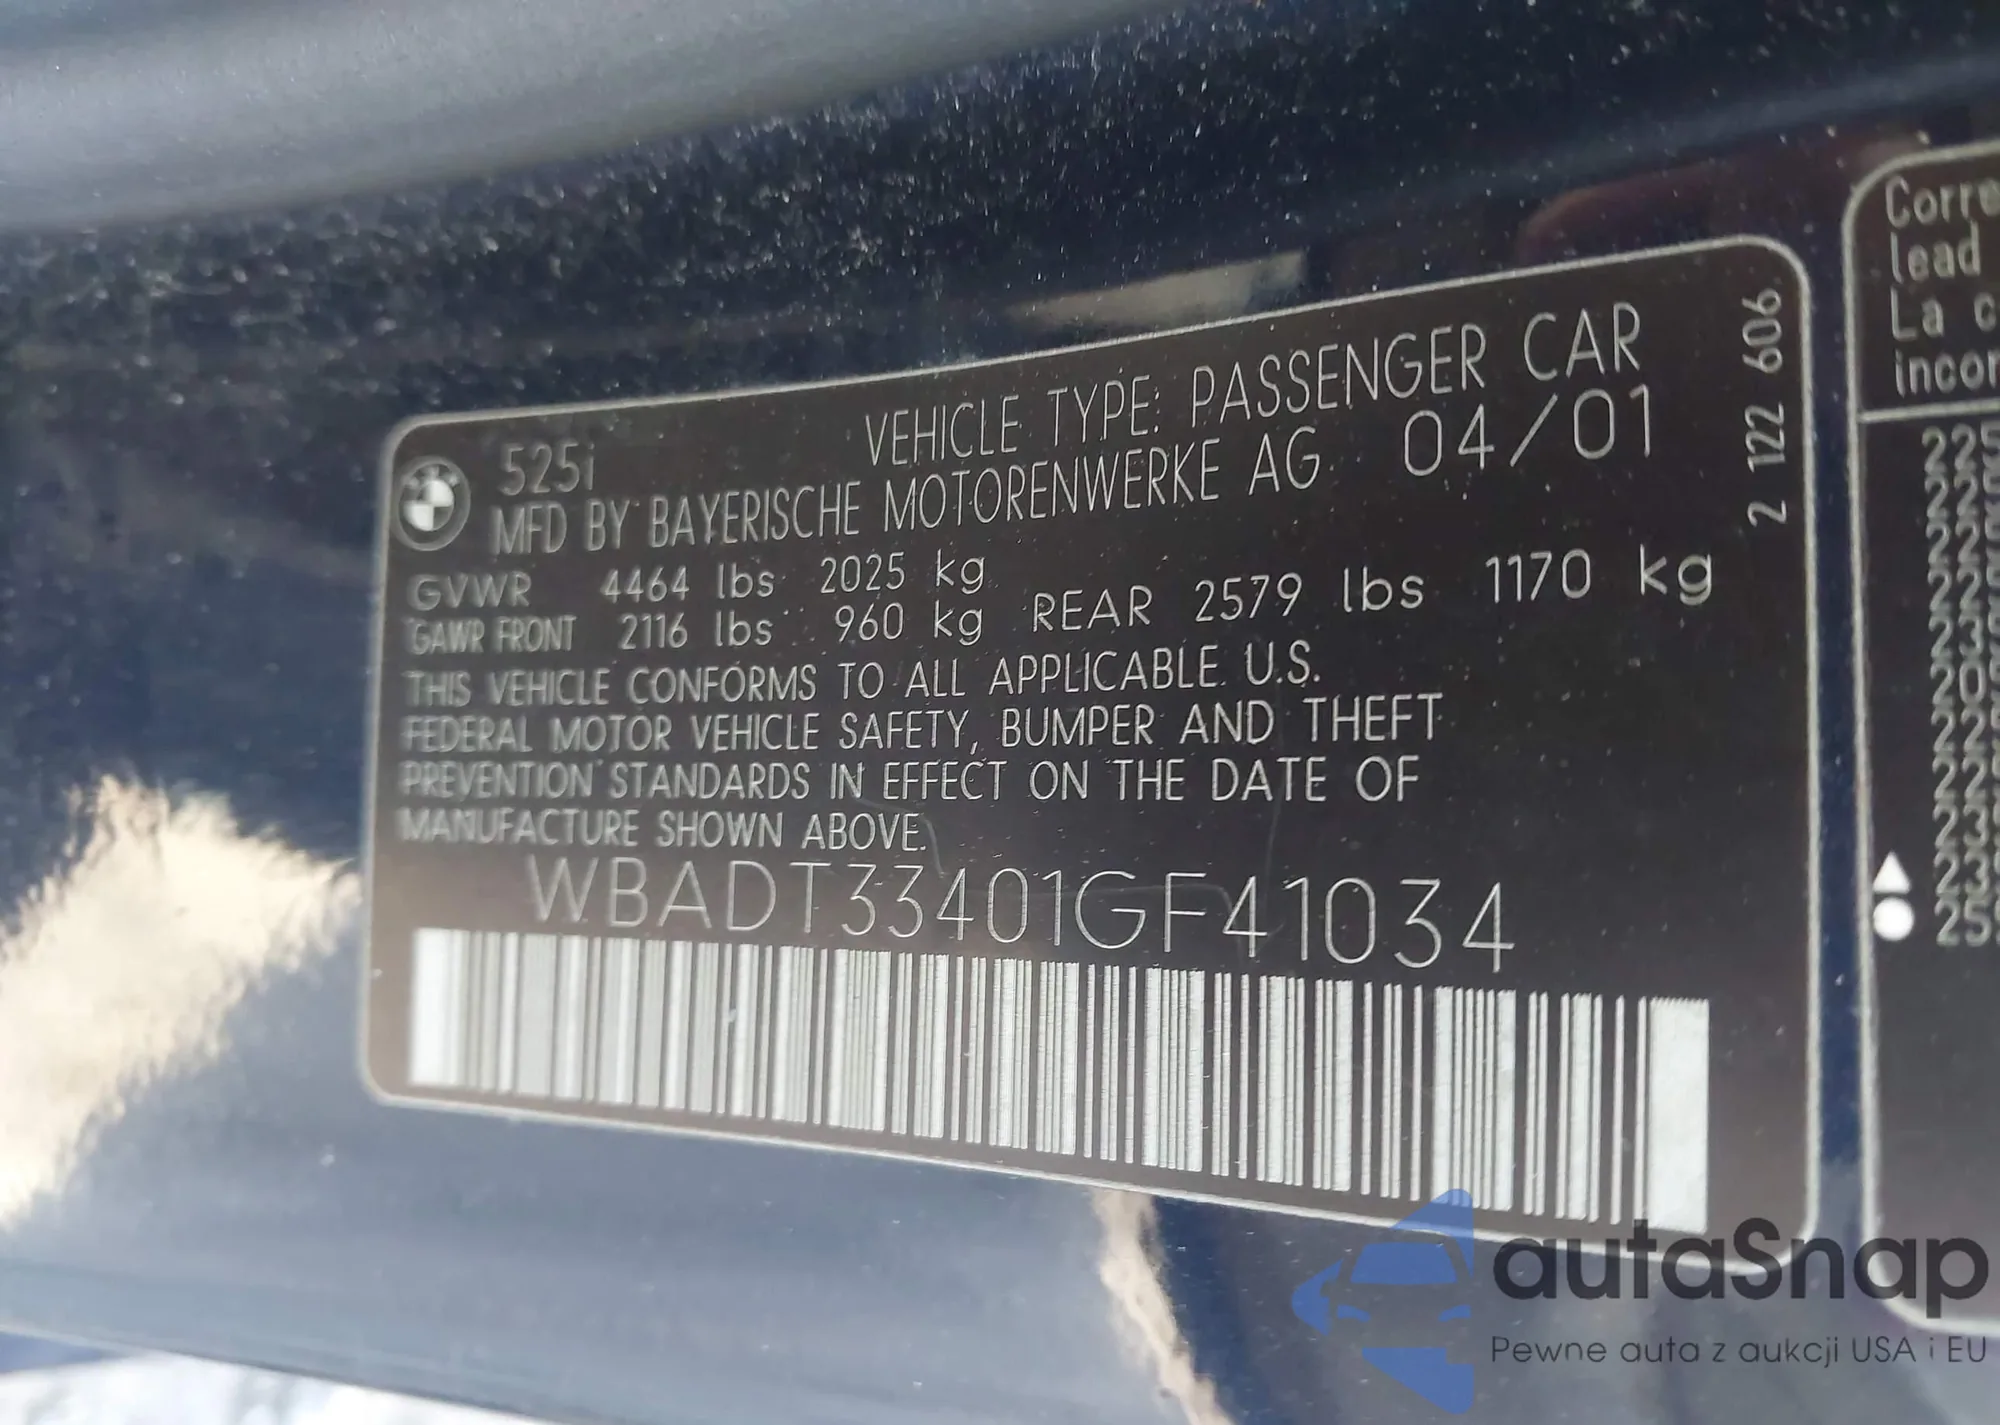 525i
VEHICLE TYPE: PASSENGER CAR
MFD BY BAYERISCHE MOTORENWERKE AG 04/01
GVWR 4464 lbs 2025 kg
GAWR FRONT 2116 lbs 960 kg REAR 2579 lbs 1170 kg
THIS VEHICLE CONFORMS TO ALL APPLICABLE U.S.
FEDERAL MOTOR VEHICLE SAFETY, BUMPER AND THEFT
PREVENTION STANDARDS IN EFFECT ON THE DATE OF
MANUFACTURE SHOWN ABOVE.
WBADT33401GF41034
2 122 606
lead
La c
autaSnap
Pewne auta z aukcji USA i EU